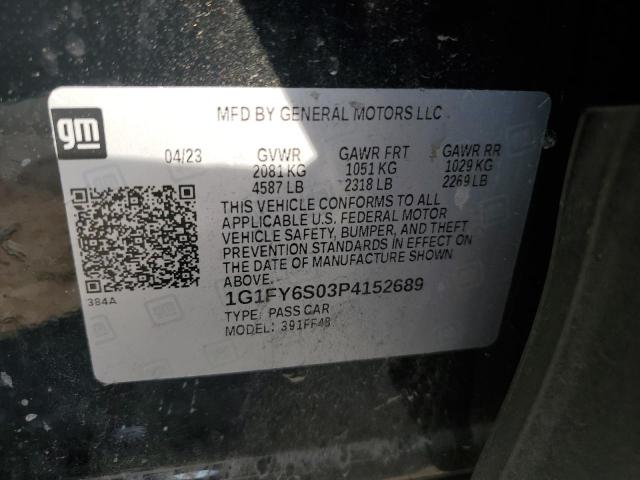 gm
MFD BY GENERAL MOTORS LLC
04/23 GVWR GAWR FRT GAWR RR
2081 KG 1051 KG 1029 KG
4587 LB 2318 LB 2269 LB
THIS VEHICLE CONFORMS TO ALL
APPLICABLE U.S. FEDERAL MOTOR
VEHICLE SAFETY, BUMPER, AND THEFT
PREVENTION STANDARDS IN EFFECT ON
THE DATE OF MANUFACTURE SHOWN
ABOVE.
384A
1G1FY6S03P4152689
TYPE: PASS CAR
MODEL: 391FF48